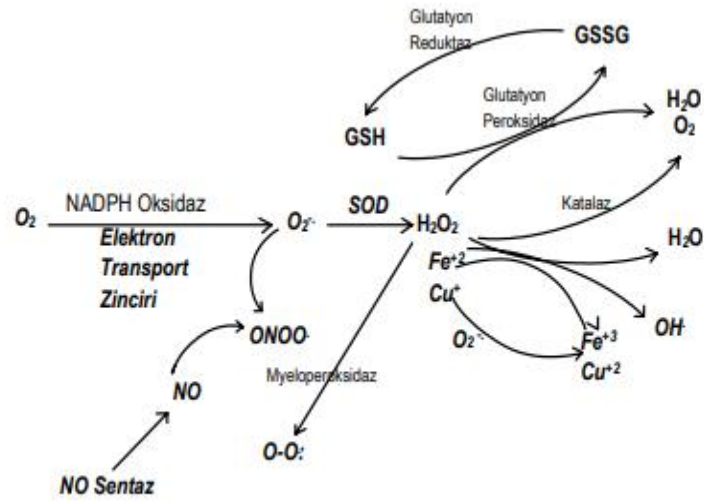 Glutatyon
Reduktaz
GSSG
GSH
Glutatyon
Peroksidaz
H₂O
O₂
O₂
NADPH Oksidaz
Elektron
Transport
Zinciri
O₂⁻·
SOD
H₂O₂
Katalaz
H₂O
Fe⁺²
Cu⁺
O₂⁻·
Fe⁺³
Cu⁺²
OH·
ONOO·
NO
NO Sentaz
Myeloperoksidaz
O-O: